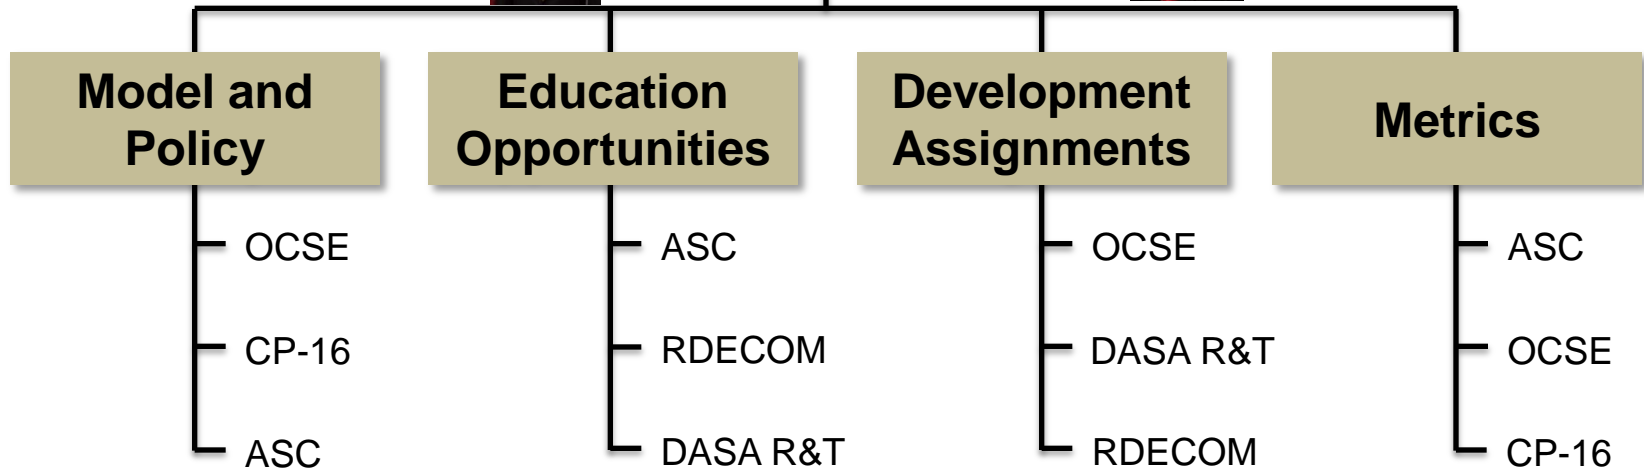 Model and
Policy
OCSE
CP-16
ASC
Education
Opportunities
ASC
RDECOM
DASA R&T
Development
Assignments
OCSE
DASA R&T
RDECOM
Metrics
ASC
OCSE
CP-16